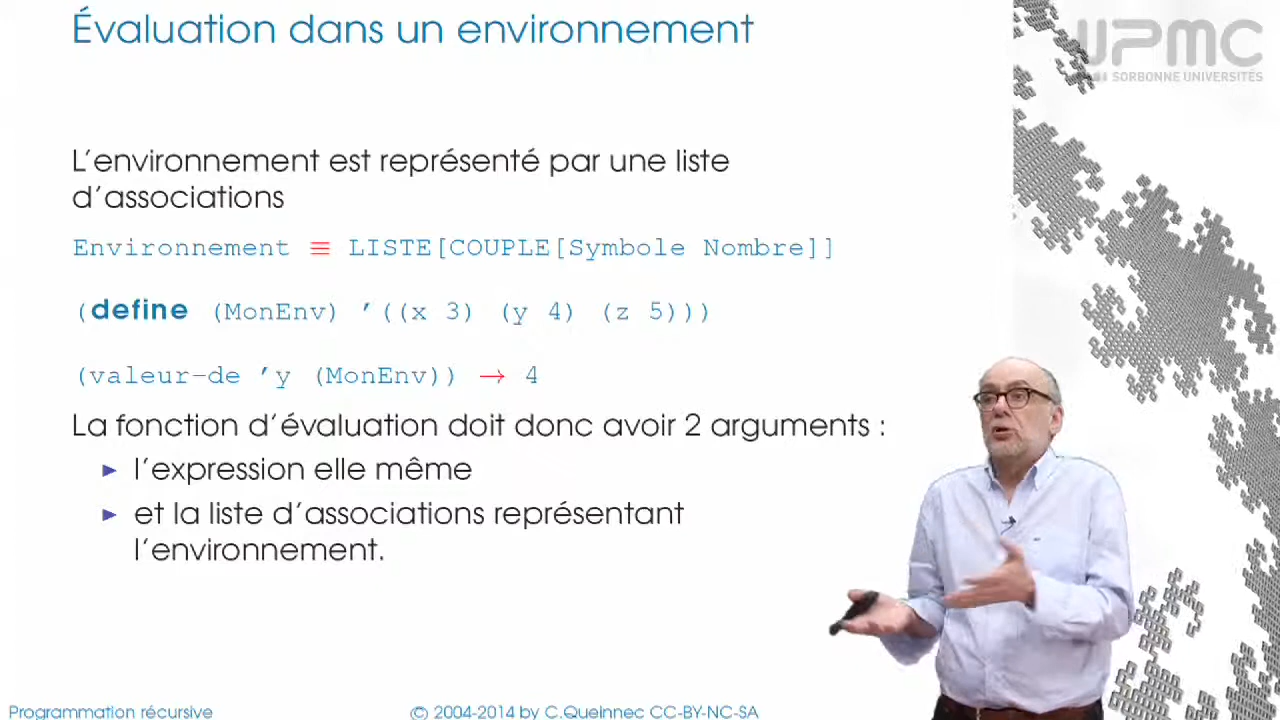 Évaluation dans un environnement
UPMC
SORBONNE UNIVERSITÉS
L'environnement est représenté par une liste
d'associations
Environnement ≡ LISTE[COUPLE[Symbole Nombre]]
(define (MonEnv) '((x 3) (y 4) (z 5)))
(valeur-de 'y (MonEnv)) → 4
La fonction d'évaluation doit donc avoir 2 arguments :
▶ l'expression elle même
▶ et la liste d'associations représentant
l'environnement.
Programmation récursive
© 2004-2014 by C.Queinnec CC-BY-NC-SA